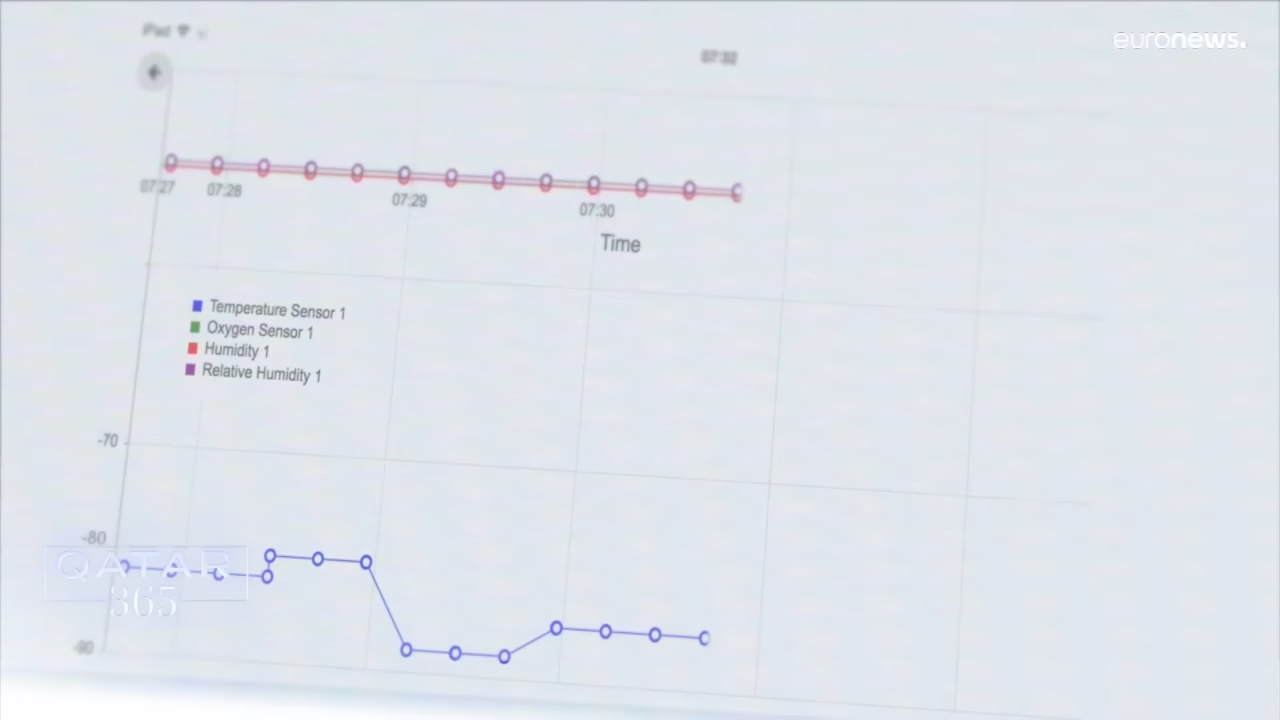 iPad
07:32
euronews.
07:27
07:28
07:29
07:30
Time
Temperature Sensor 1
Oxygen Sensor 1
Humidity 1
Relative Humidity 1
-70
-80
QATAR
365
-90